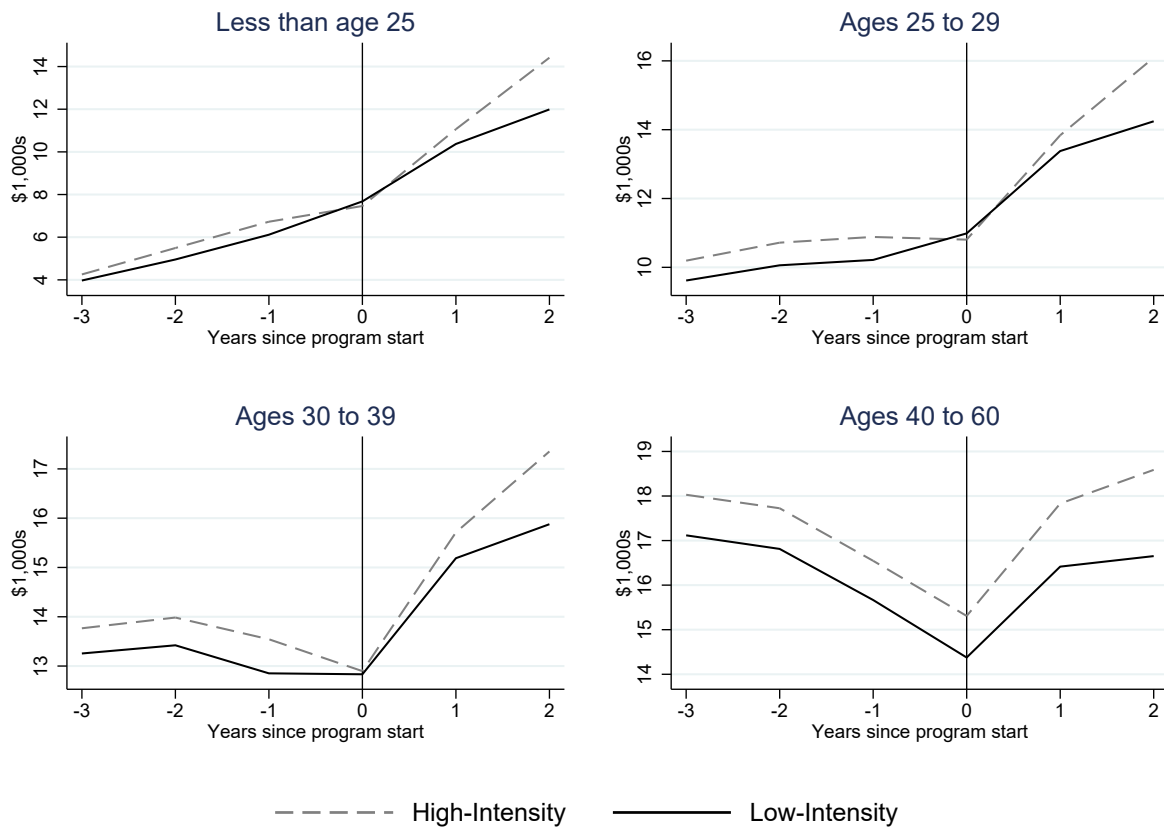 Less than age 25
$1,000s
14
12
10
8
6
4
-3 -2 -1 0 1 2
Years since program start
Ages 25 to 29
$1,000s
16
14
12
10
-3 -2 -1 0 1 2
Years since program start
Ages 30 to 39
$1,000s
17
16
15
14
13
-3 -2 -1 0 1 2
Years since program start
Ages 40 to 60
$1,000s
19
18
17
16
15
14
-3 -2 -1 0 1 2
Years since program start
High-Intensity Low-Intensity